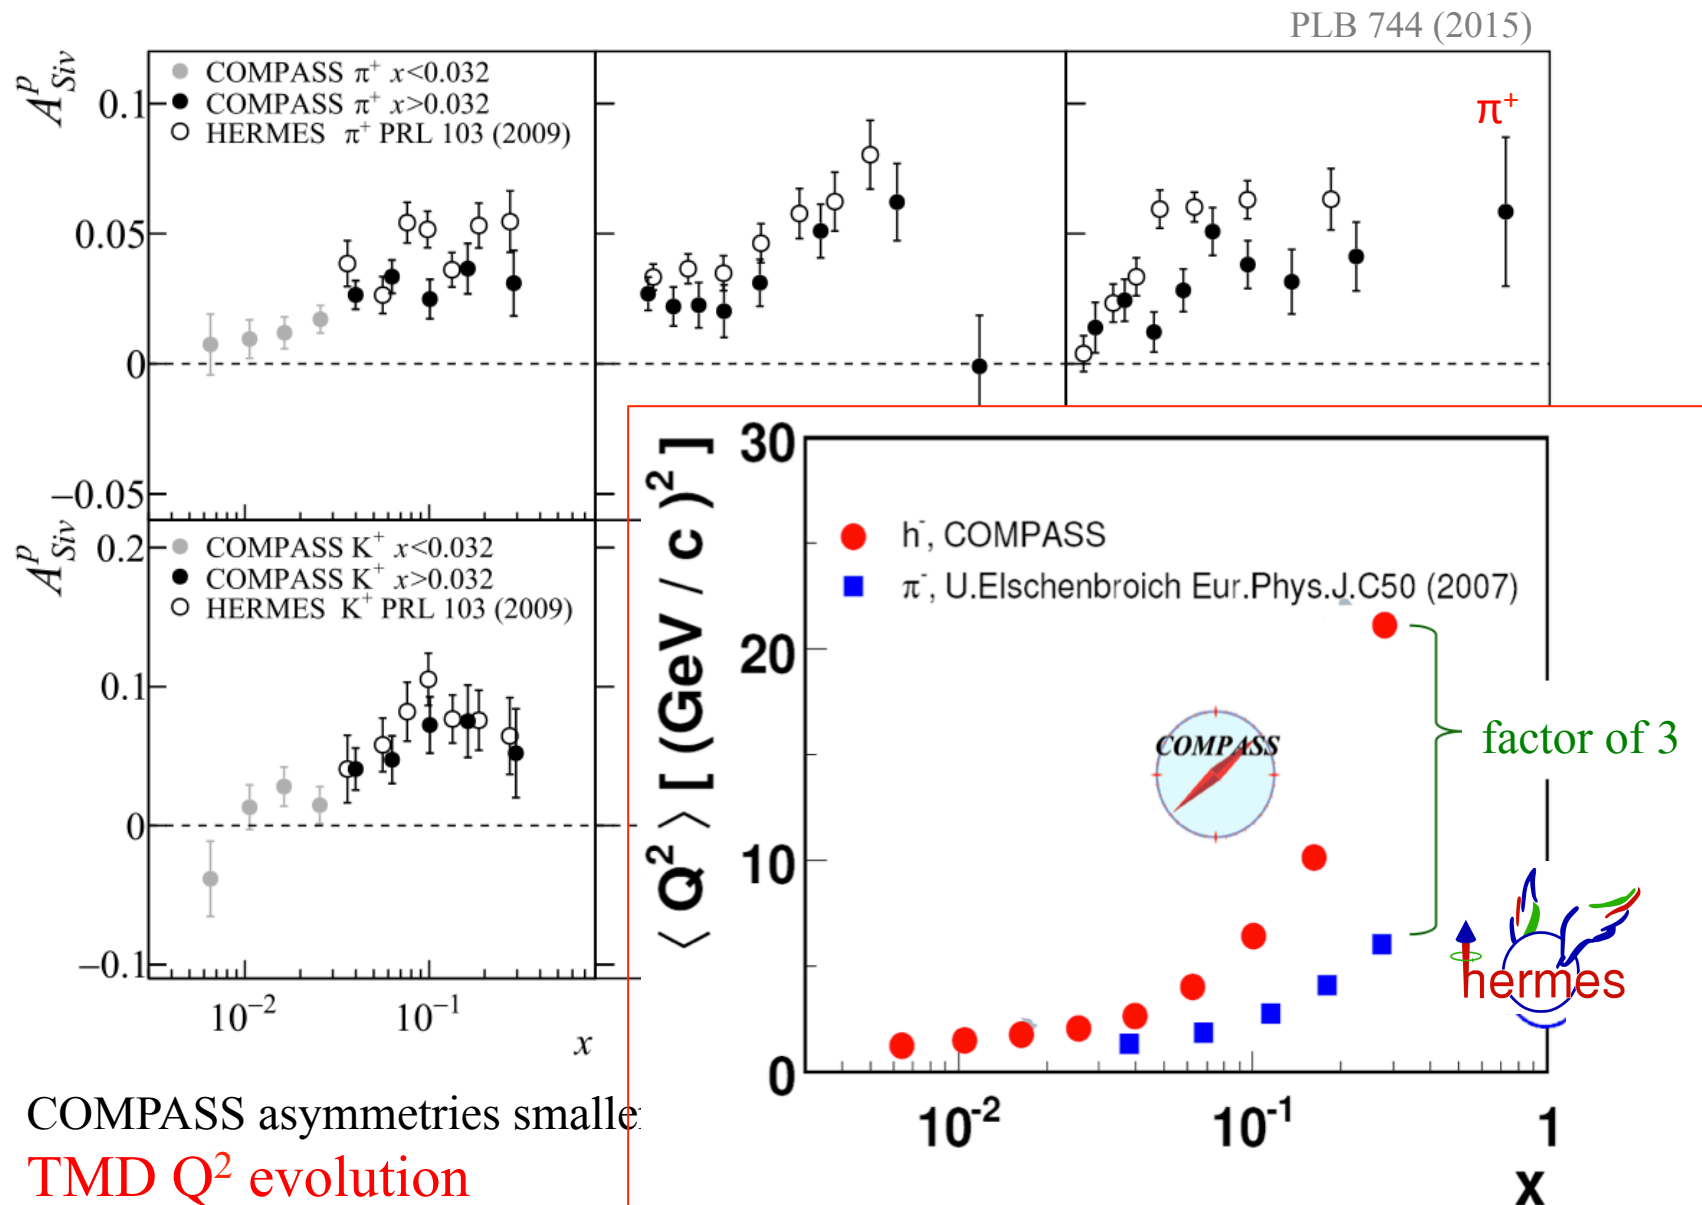 PLB 744 (2015)
A^p_Siv
COMPASS π⁺ x<0.032
COMPASS π⁺ x>0.032
HERMES π⁺ PRL 103 (2009)
π⁺
0.1
0.05
0
−0.05
A^p_Siv
COMPASS K⁺ x<0.032
COMPASS K⁺ x>0.032
HERMES K⁺ PRL 103 (2009)
0.2
0.1
0
−0.1
10⁻² 10⁻¹
x
⟨ Q² ⟩ [ (GeV / c )² ]
30
20
10
0
h⁻, COMPASS
π⁻, U.Elschenbroich Eur.Phys.J.C50 (2007)
COMPASS
factor of 3
hermes
10⁻² 10⁻¹ 1
x
COMPASS asymmetries smaller
TMD Q² evolution